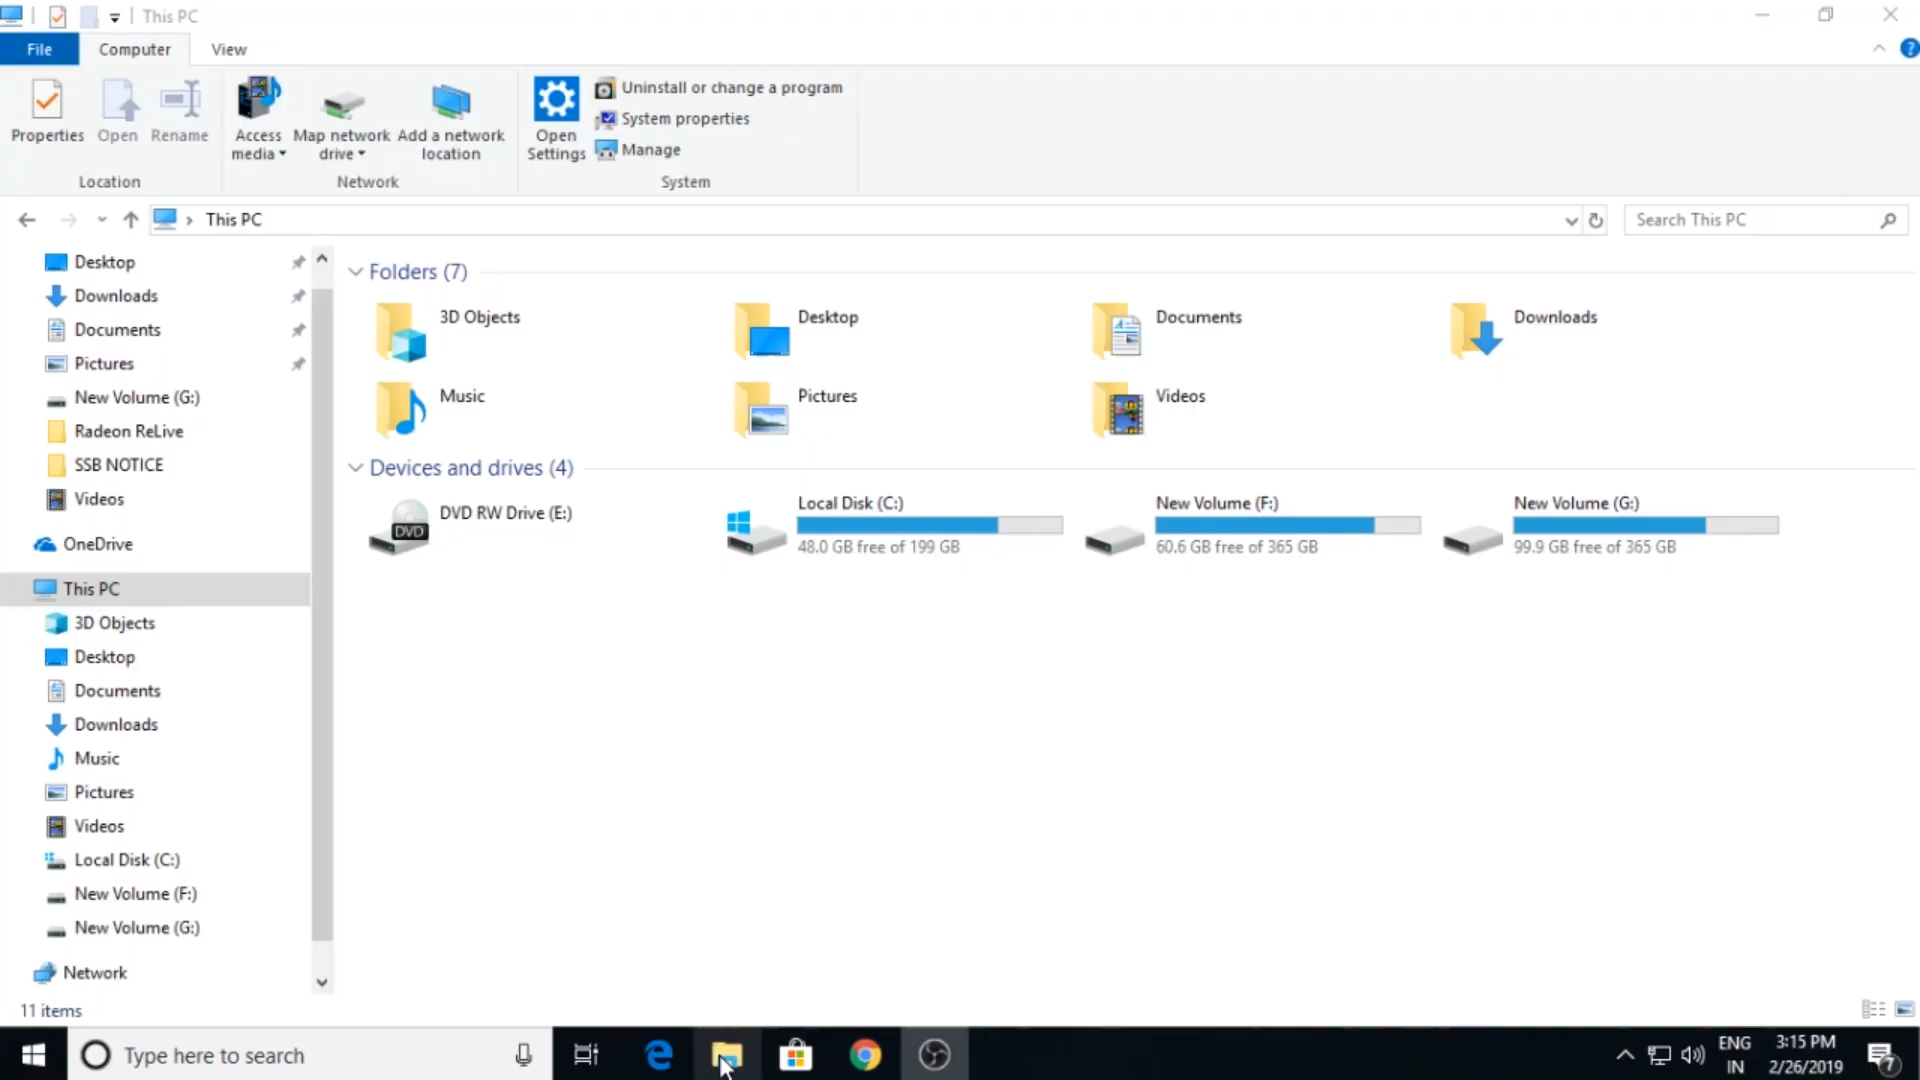 This PC
File
Computer
View
Properties
Open
Rename
Access
media
Map network
drive
Add a network
location
Open
Settings
Uninstall or change a program
System properties
Manage
Location
Network
System
This PC
Search This PC
Desktop
Downloads
Documents
Pictures
New Volume (G:)
Radeon ReLive
SSB NOTICE
Videos
OneDrive
This PC
3D Objects
Desktop
Documents
Downloads
Music
Pictures
Videos
Local Disk (C:)
New Volume (F:)
New Volume (G:)
Network
Folders (7)
3D Objects
Desktop
Documents
Downloads
Music
Pictures
Videos
Devices and drives (4)
DVD
DVD RW Drive (E:)
Local Disk (C:)
48.0 GB free of 199 GB
New Volume (F:)
60.6 GB free of 365 GB
New Volume (G:)
99.9 GB free of 365 GB
11 items
Type here to search
ENG
IN
3:15 PM
2/26/2019
7